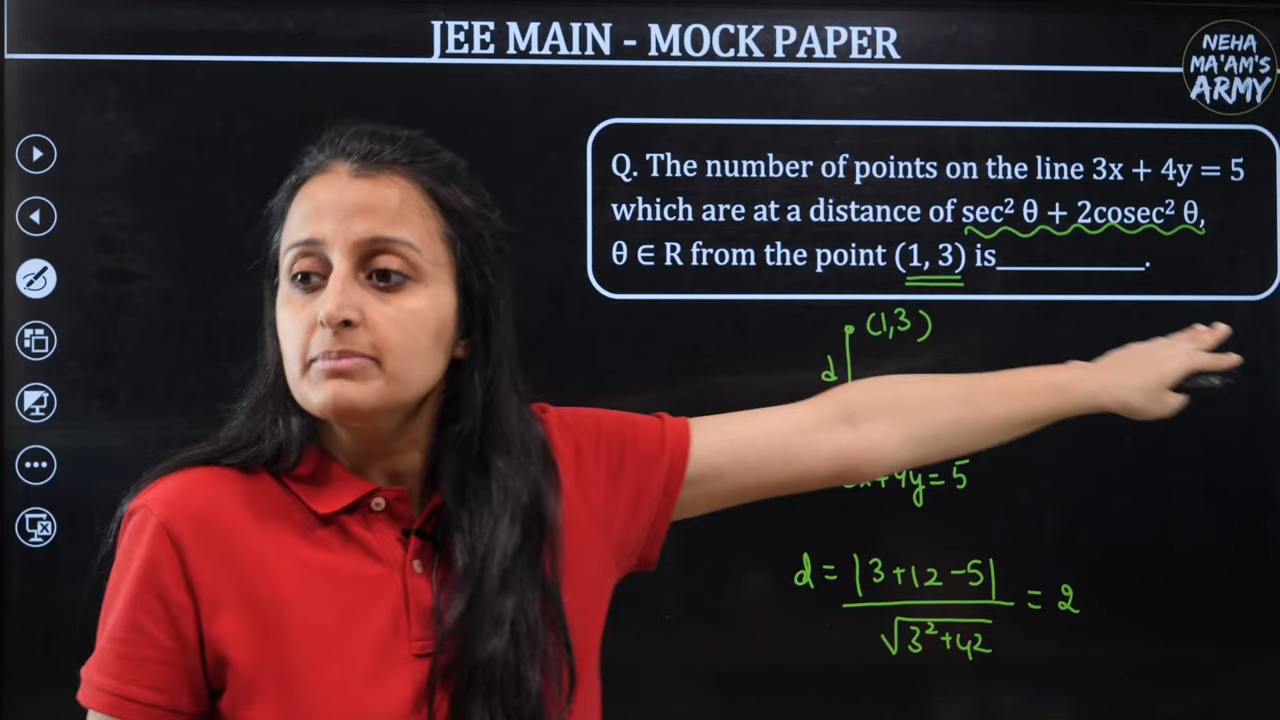 JEE MAIN - MOCK PAPER
NEHA
MA'AM'S
ARMY
Q. The number of points on the line 3x + 4y = 5
which are at a distance of sec² θ + 2cosec² θ,
θ ∈ R from the point (1, 3) is__________.
(1,3)
d
+4y=5
d = |3+12-5|
= 2
√3²+42